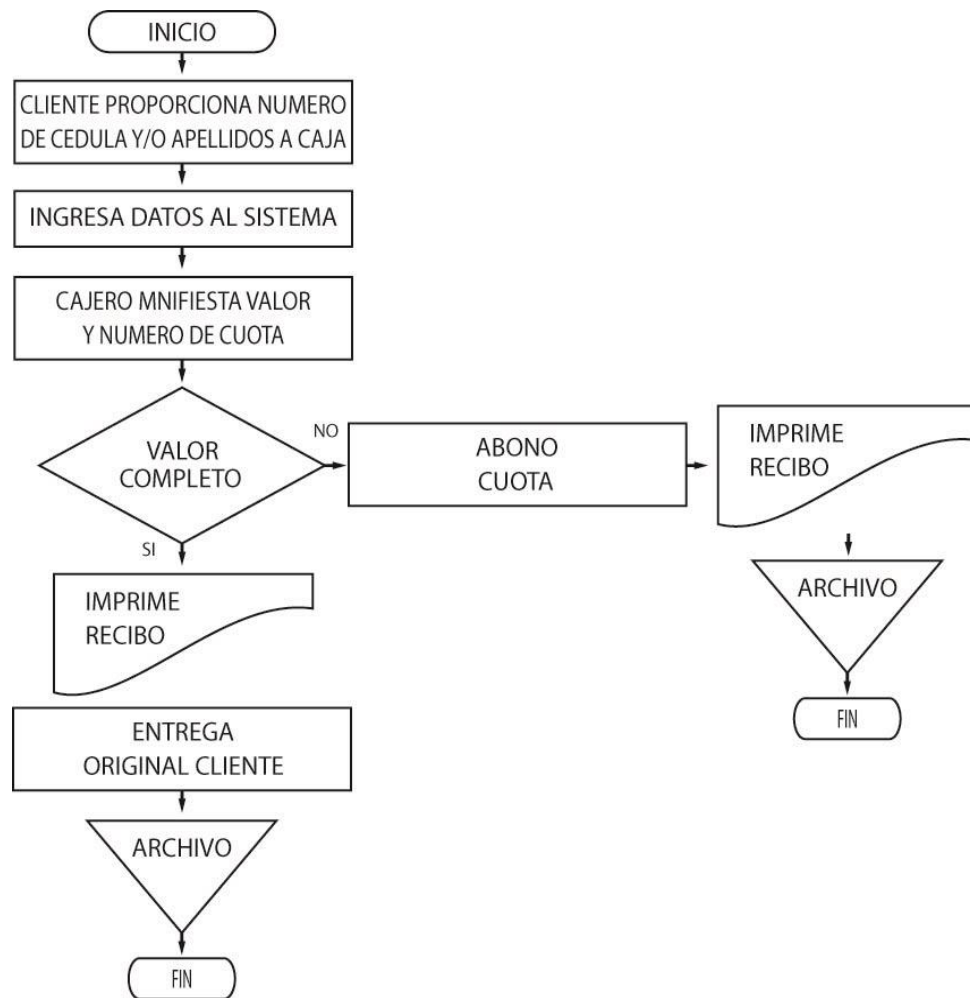 INICIO
CLIENTE PROPORCIONA NUMERO
DE CEDULA Y/O APELLIDOS A CAJA
INGRESA DATOS AL SISTEMA
CAJERO MNIFIESTA VALOR
Y NUMERO DE CUOTA
VALOR
COMPLETO
NO
ABONO
CUOTA
IMPRIME
RECIBO
ARCHIVO
FIN
SI
IMPRIME
RECIBO
ENTREGA
ORIGINAL CLIENTE
ARCHIVO
FIN